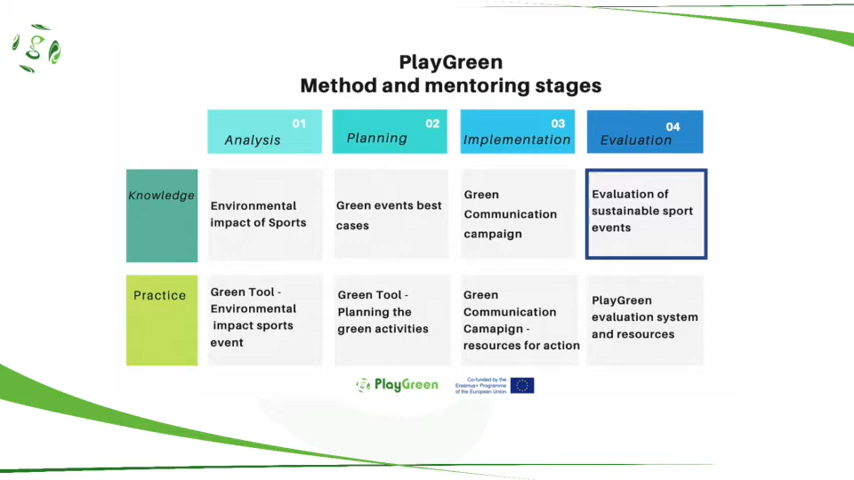 PlayGreen
Method and mentoring stages
01
Analysis
02
Planning
03
Implementation
04
Evaluation
Knowledge
Environmental
impact of Sports
Green events best
cases
Green
Communication
campaign
Evaluation of
sustainable sport
events
Practice
Green Tool -
Environmental
impact sports
event
Green Tool -
Planning the
green activities
Green
Communication
Camapign -
resources for action
PlayGreen
evaluation system
and resources
PlayGreen
Co-funded by the
Erasmus+ Programme
of the European Union